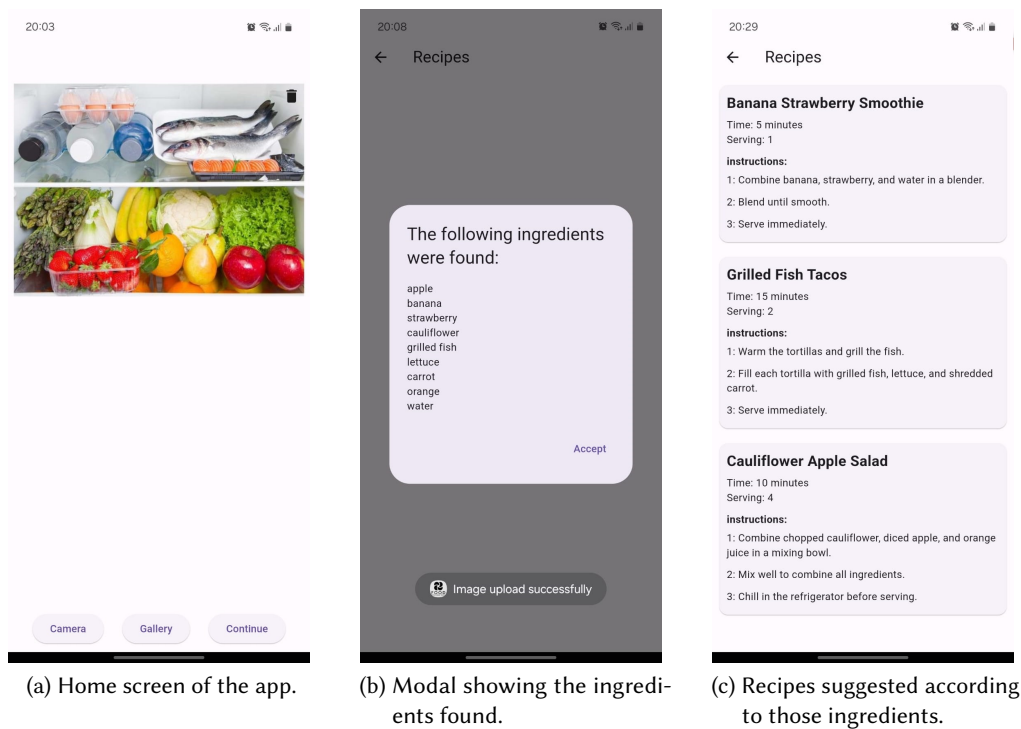 20:03
Camera
Gallery
Continue
(a) Home screen of the app.
20:08
← Recipes
The following ingredients
were found:
apple
banana
strawberry
cauliflower
grilled fish
lettuce
carrot
orange
water
Accept
Image upload successfully
(b) Modal showing the ingredi-
ents found.
20:29
← Recipes
Banana Strawberry Smoothie
Time: 5 minutes
Serving: 1
instructions:
1: Combine banana, strawberry, and water in a blender.
2: Blend until smooth.
3: Serve immediately.
Grilled Fish Tacos
Time: 15 minutes
Serving: 2
instructions:
1: Warm the tortillas and grill the fish.
2: Fill each tortilla with grilled fish, lettuce, and shredded
carrot.
3: Serve immediately.
Cauliflower Apple Salad
Time: 10 minutes
Serving: 4
instructions:
1: Combine chopped cauliflower, diced apple, and orange
juice in a mixing bowl.
2: Mix well to combine all ingredients.
3: Chill in the refrigerator before serving.
(c) Recipes suggested according
to those ingredients.